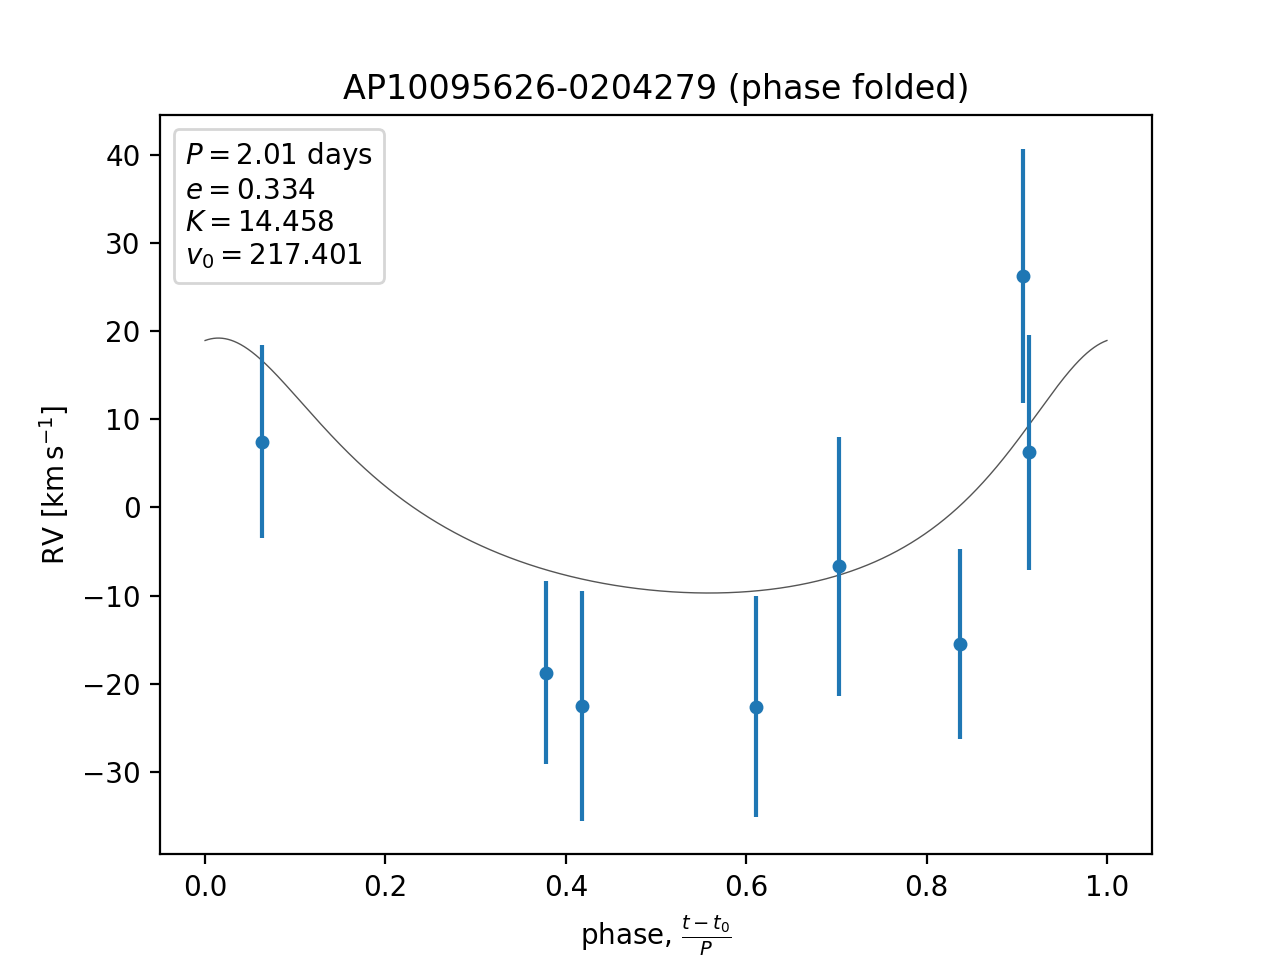 AP10095626-0204279 (phase folded)
P = 2.01 days
e = 0.334
K = 14.458
v₀ = 217.401
40
30
20
10
0
−10
−20
−30
RV [km s⁻¹]
0.0 0.2 0.4 0.6 0.8 1.0
phase, (t − t₀)/P